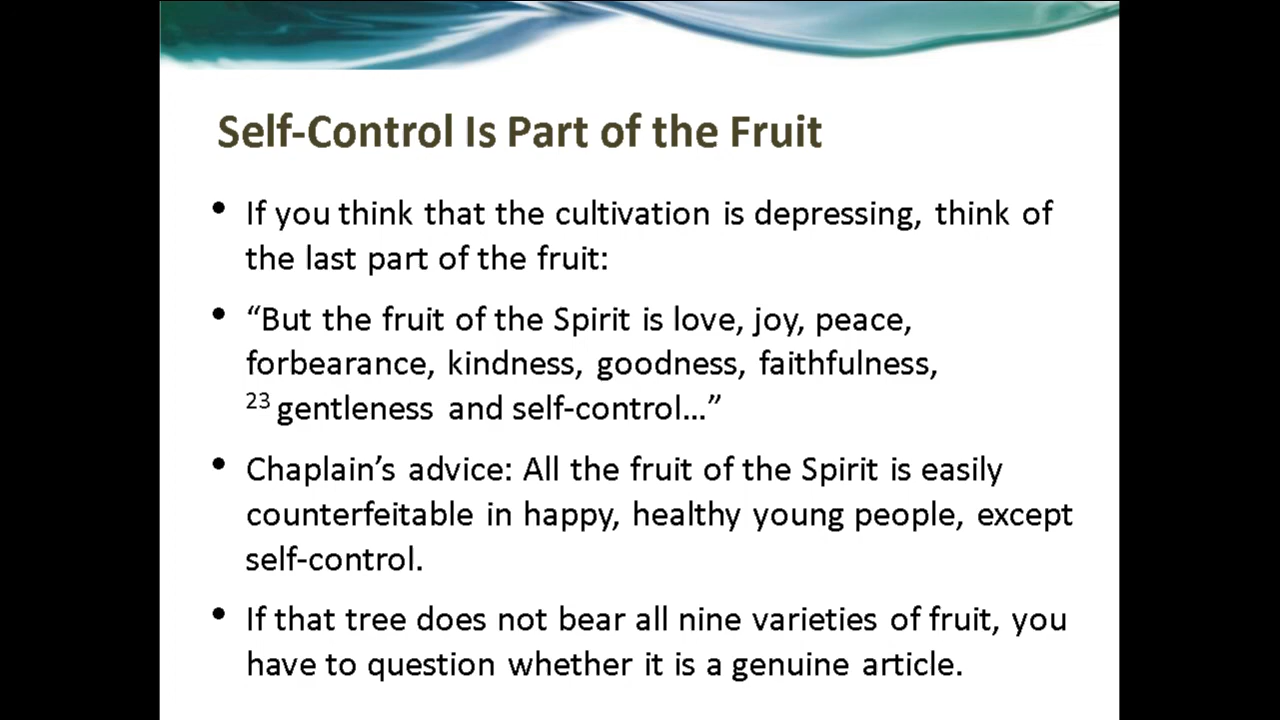 Self-Control Is Part of the Fruit
• If you think that the cultivation is depressing, think of
the last part of the fruit:
• “But the fruit of the Spirit is love, joy, peace,
forbearance, kindness, goodness, faithfulness,
23 gentleness and self-control…”
• Chaplain’s advice: All the fruit of the Spirit is easily
counterfeitable in happy, healthy young people, except
self-control.
• If that tree does not bear all nine varieties of fruit, you
have to question whether it is a genuine article.